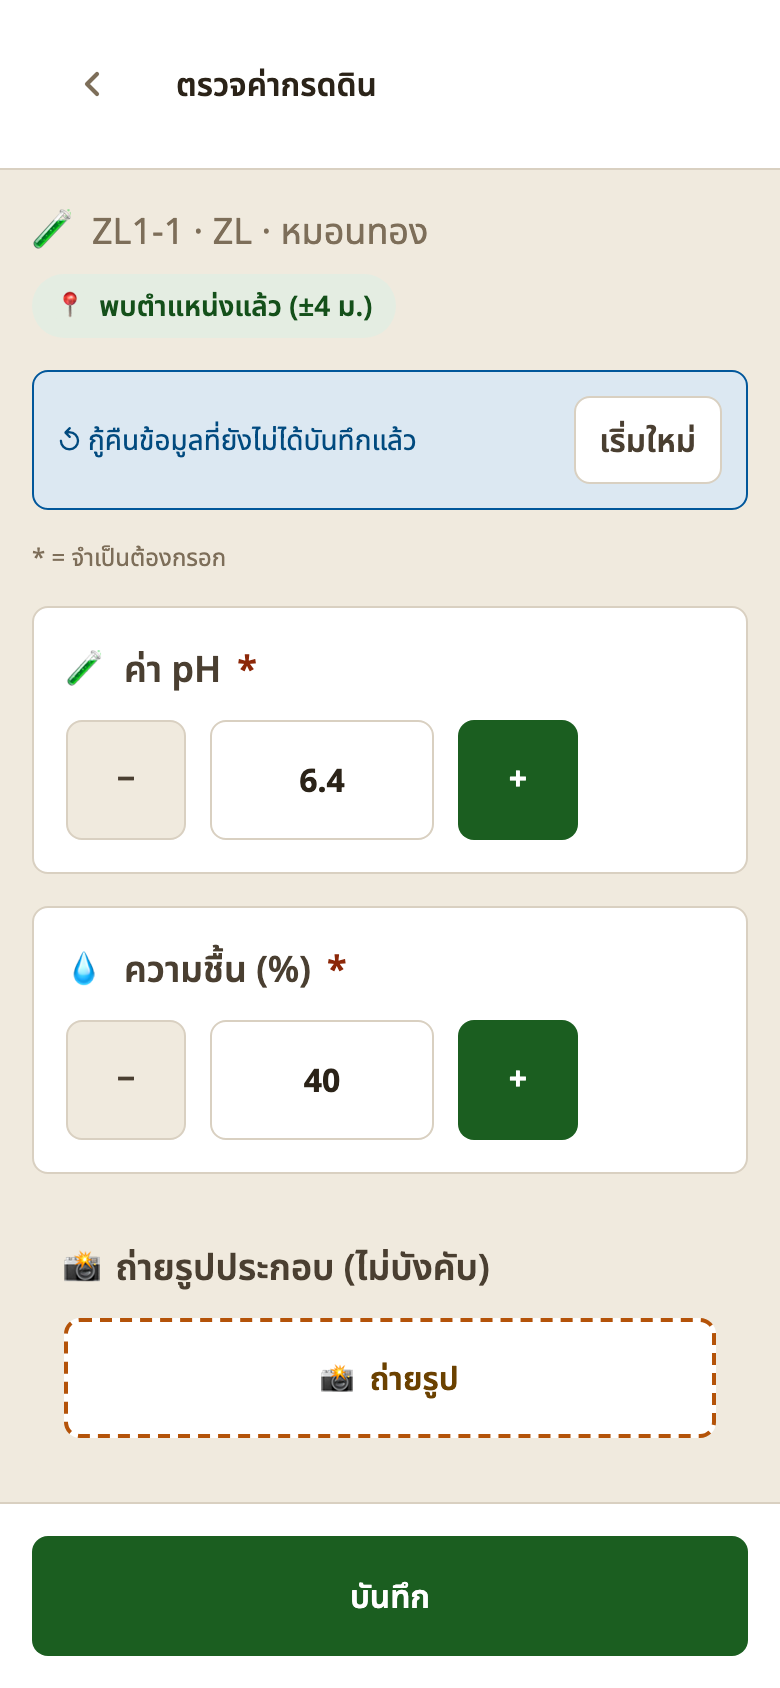 ตรวจค่ากรดดิน
ZL1-1 · ZL · หมอนทอง
พบตำแหน่งแล้ว (±4 ม.)
กู้คืนข้อมูลที่ยังไม่ได้บันทึกแล้ว
เริ่มใหม่
* = จำเป็นต้องกรอก
ค่า pH *
− 6.4 +
ความชื้น (%) *
− 40 +
ถ่ายรูปประกอบ (ไม่บังคับ)
ถ่ายรูป
บันทึก